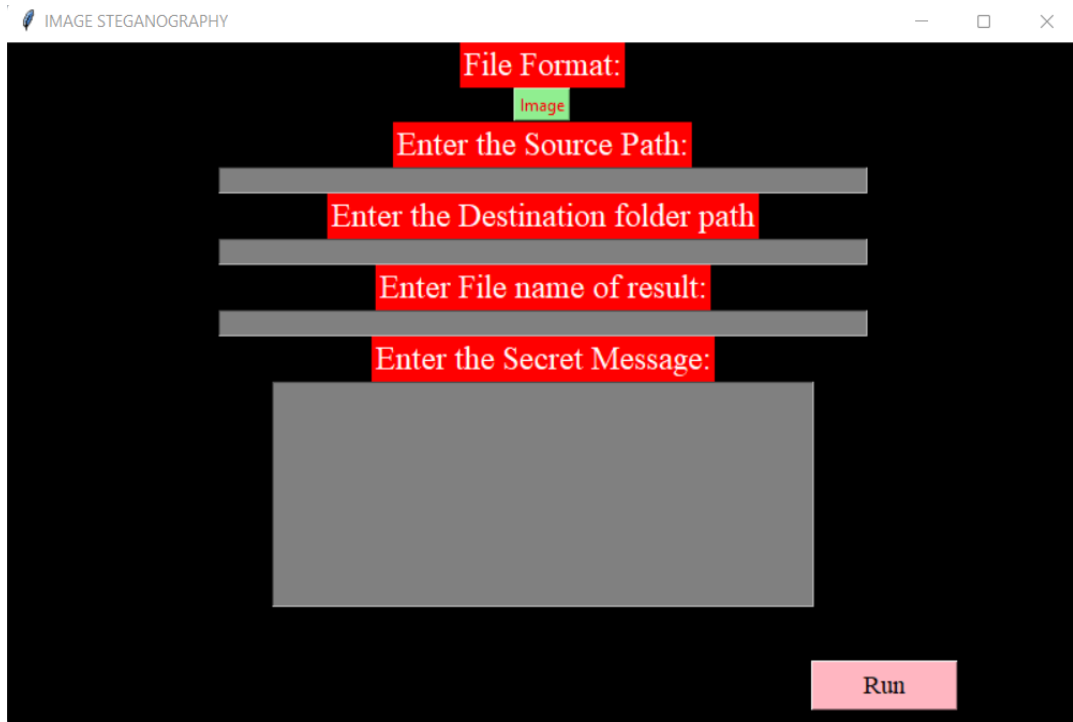 IMAGE STEGANOGRAPHY
File Format:
Image
Enter the Source Path:
Enter the Destination folder path
Enter File name of result:
Enter the Secret Message:
Run